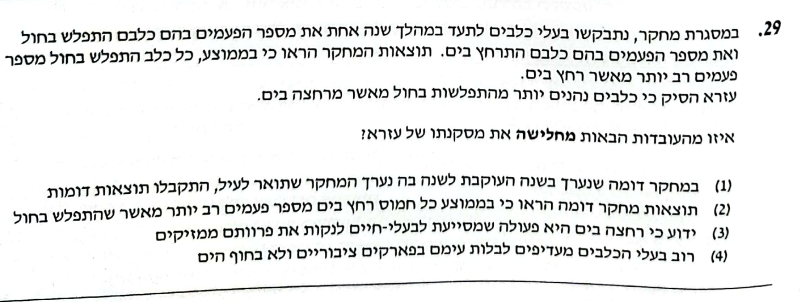 29. במסגרת מחקר, נתבקשו בעלי כלבים לתעד במהלך שנה אחת את מספר הפעמים בהם כלבם התפלש בחול
ואת מספר הפעמים בהם כלבם התרחץ בים. תוצאות המחקר הראו כי בממוצע, כל כלב התפלש בחול מספר
פעמים רב יותר מאשר רחץ בים.
עזרא הסיק כי כלבים נהנים יותר מהתפלשות בחול מאשר מרחצה בים.
איזו מהעובדות הבאות מחלישה את מסקנתו של עזרא?
(1) במחקר דומה שנערך בשנה העוקבת לשנה בה נערך המחקר שתואר לעיל, התקבלו תוצאות דומות
(2) תוצאות מחקר דומה הראו כי בממוצע כל חמוס רחץ בים מספר פעמים רב יותר מאשר שהתפלש בחול
(3) ידוע כי רחצה בים היא פעולה שמסייעת לבעלי-חיים לנקות את פרוותם ממזיקים
(4) רוב בעלי הכלבים מעדיפים לבלות עימם בפארקים ציבוריים ולא בחוף הים